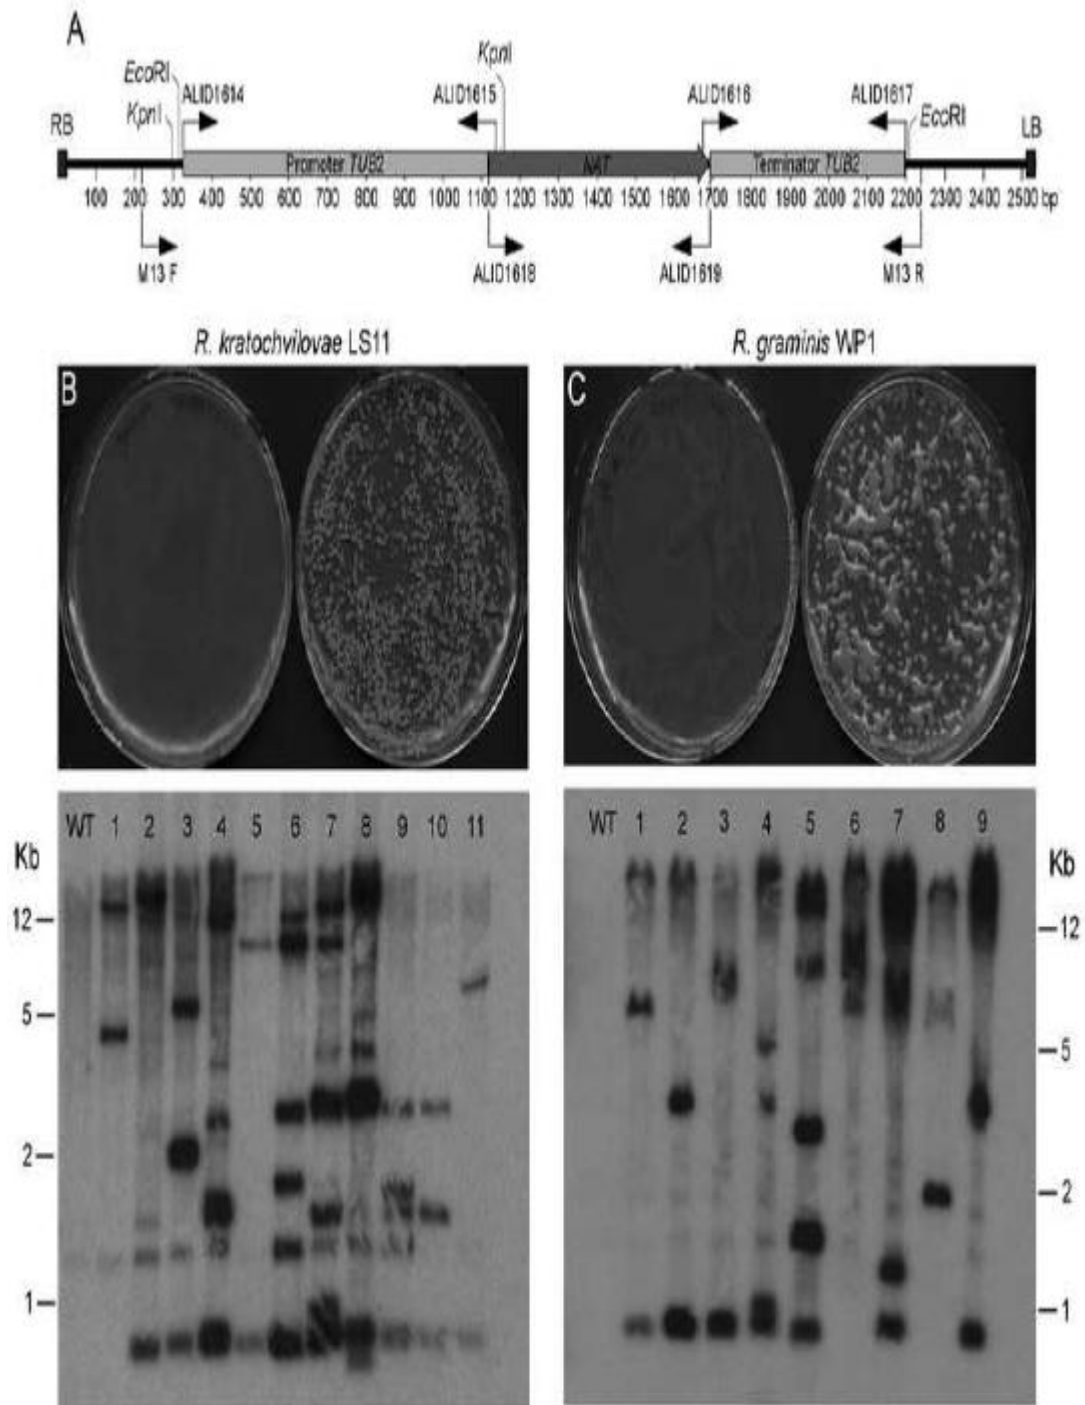 A
KpnI
EcoRI
ALID1614 ALID1615 ALID1616 ALID1617
KpnI EcoRI
RB LB
Promoter TUB2 NAT Terminator TUB2
100 200 300 400 500 600 700 800 900 1000 1100 1200 1300 1400 1500 1600 1700 1800 1900 2000 2100 2200 2300 2400 2500 bp
M13 F ALID1618 ALID1619 M13 R
R. kratochvilovae LS11 R. graminis WP1
B C
WT 1 2 3 4 5 6 7 8 9 10 11 WT 1 2 3 4 5 6 7 8 9
Kb Kb
12 12
5 5
2 2
1 1